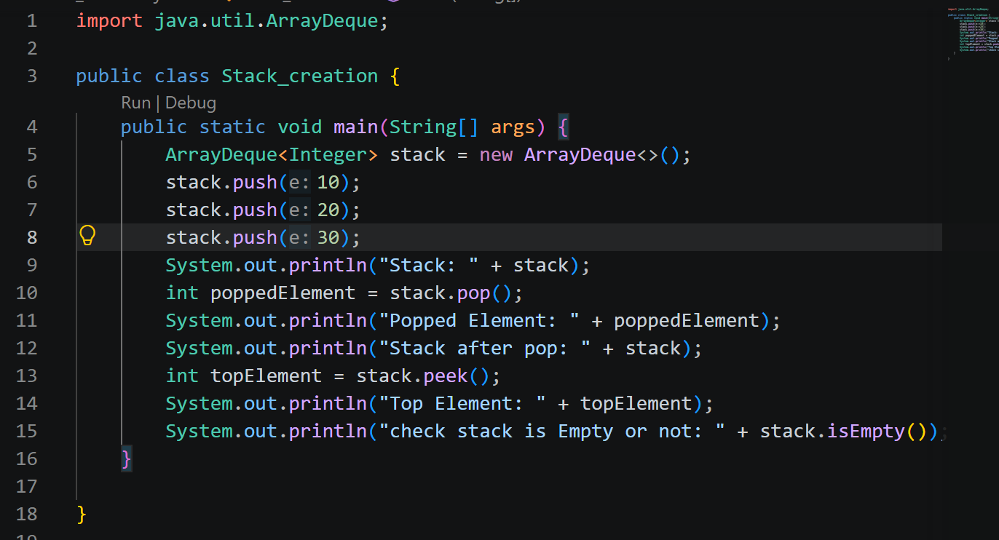 1 import java.util.ArrayDeque;
2
3 public class Stack_creation {
Run | Debug
4 public static void main(String[] args) {
5 ArrayDeque<Integer> stack = new ArrayDeque<>();
6 stack.push(e: 10);
7 stack.push(e: 20);
8 stack.push(e: 30);
9 System.out.println("Stack: " + stack);
10 int poppedElement = stack.pop();
11 System.out.println("Popped Element: " + poppedElement);
12 System.out.println("Stack after pop: " + stack);
13 int topElement = stack.peek();
14 System.out.println("Top Element: " + topElement);
15 System.out.println("check stack is Empty or not: " + stack.isEmpty());
16 }
17
18 }